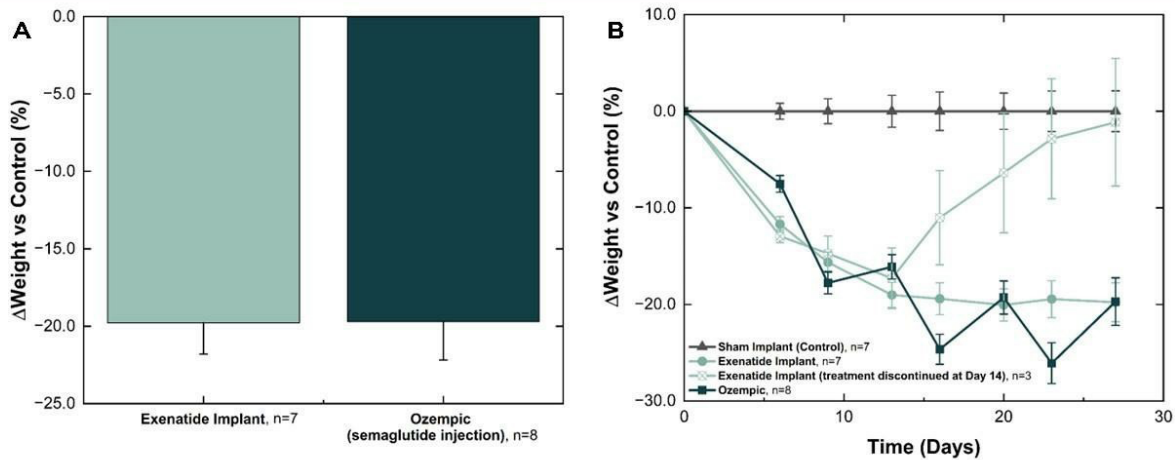 A
ΔWeight vs Control (%)
0.0
−5.0
−10.0
−15.0
−20.0
−25.0
Exenatide Implant, n=7
Ozempic
(semaglutide injection), n=8
B
ΔWeight vs Control (%)
10.0
0.0
−10.0
−20.0
−30.0
Sham Implant (Control), n=7
Exenatide Implant, n=7
Exenatide Implant (treatment discontinued at Day 14), n=3
Ozempic, n=8
0
10
20
30
Time (Days)